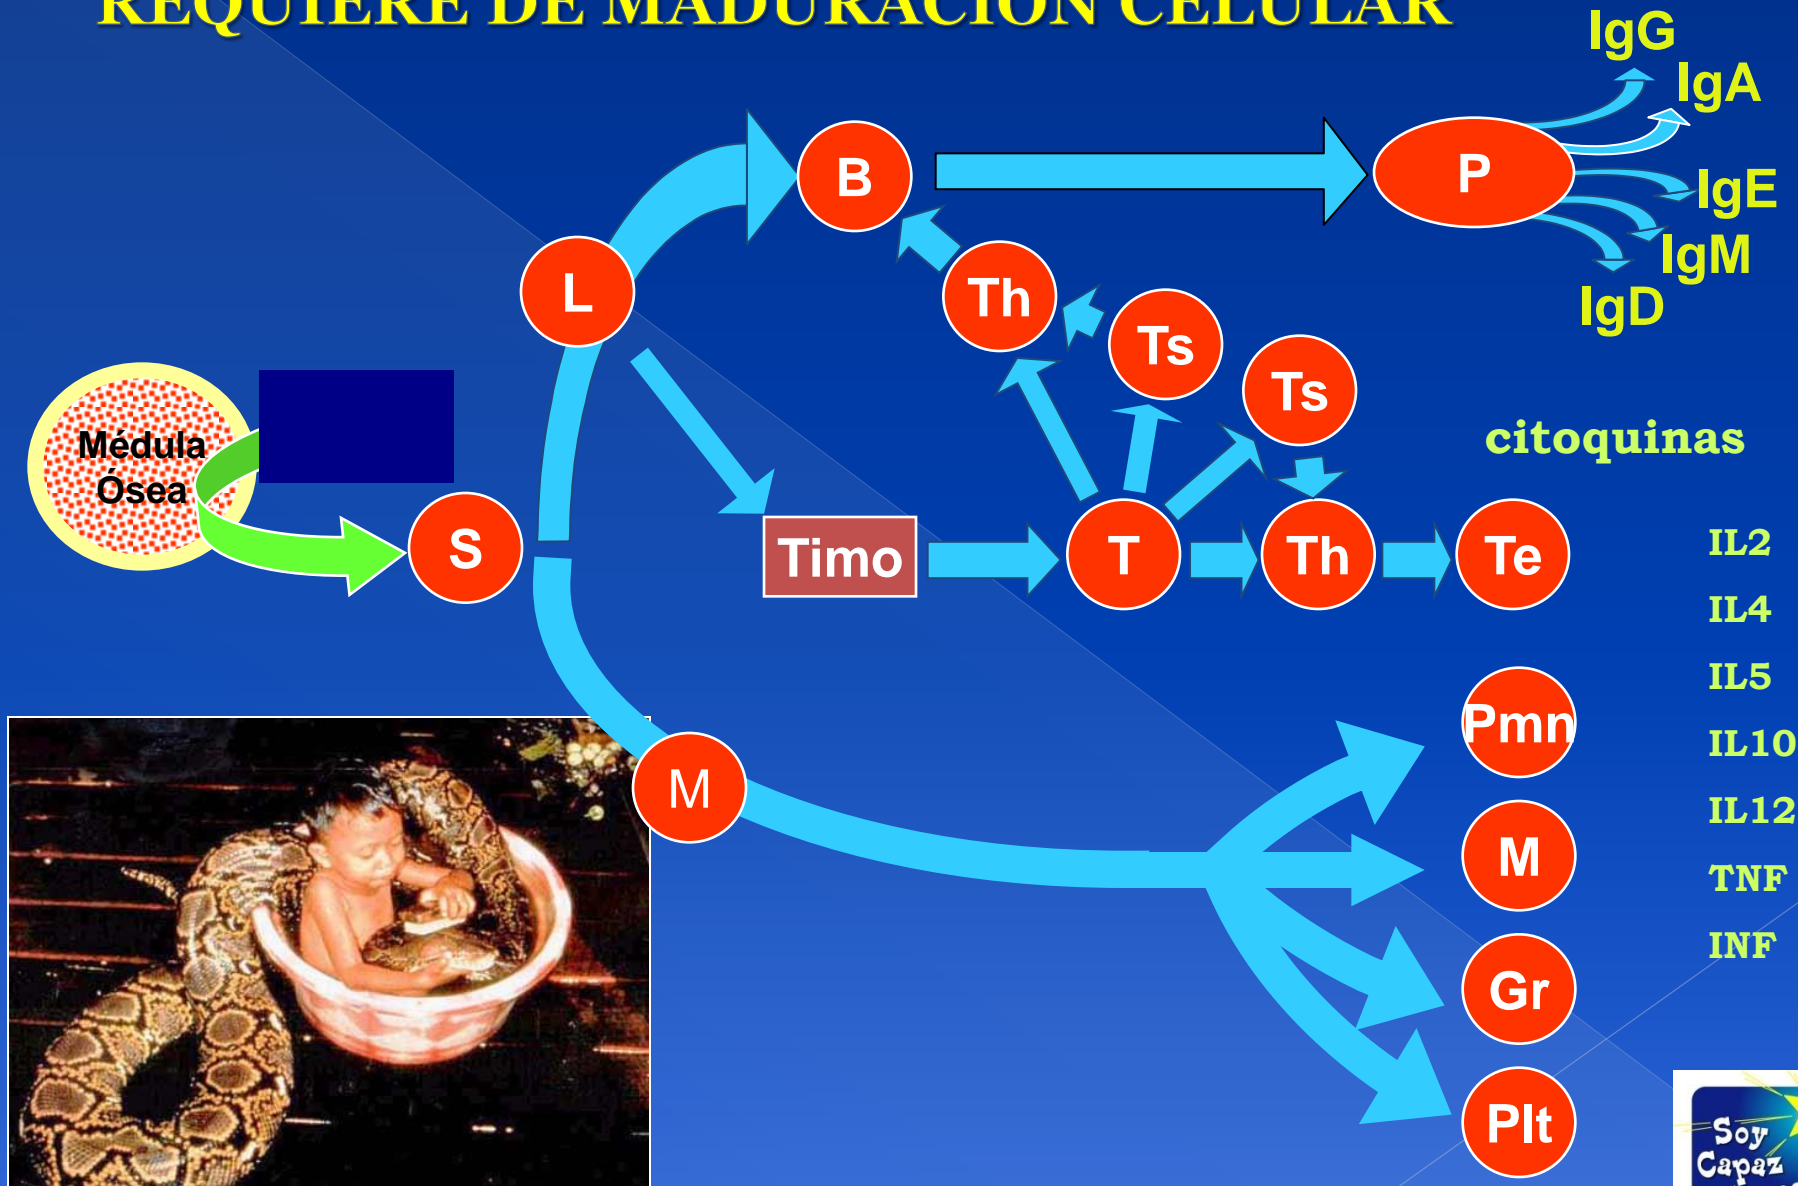 REQUIERE DE MADURACIÓN CELULAR
IgG
IgA
IgE
IgM
IgD
B
P
L
Th
Ts
Ts
Médula
Ósea
S
Timo
T
Th
Te
citoquinas
IL2
IL4
IL5
IL10
IL12
TNF
INF
M
Pmn
M
Gr
Plt
Soy
Capaz